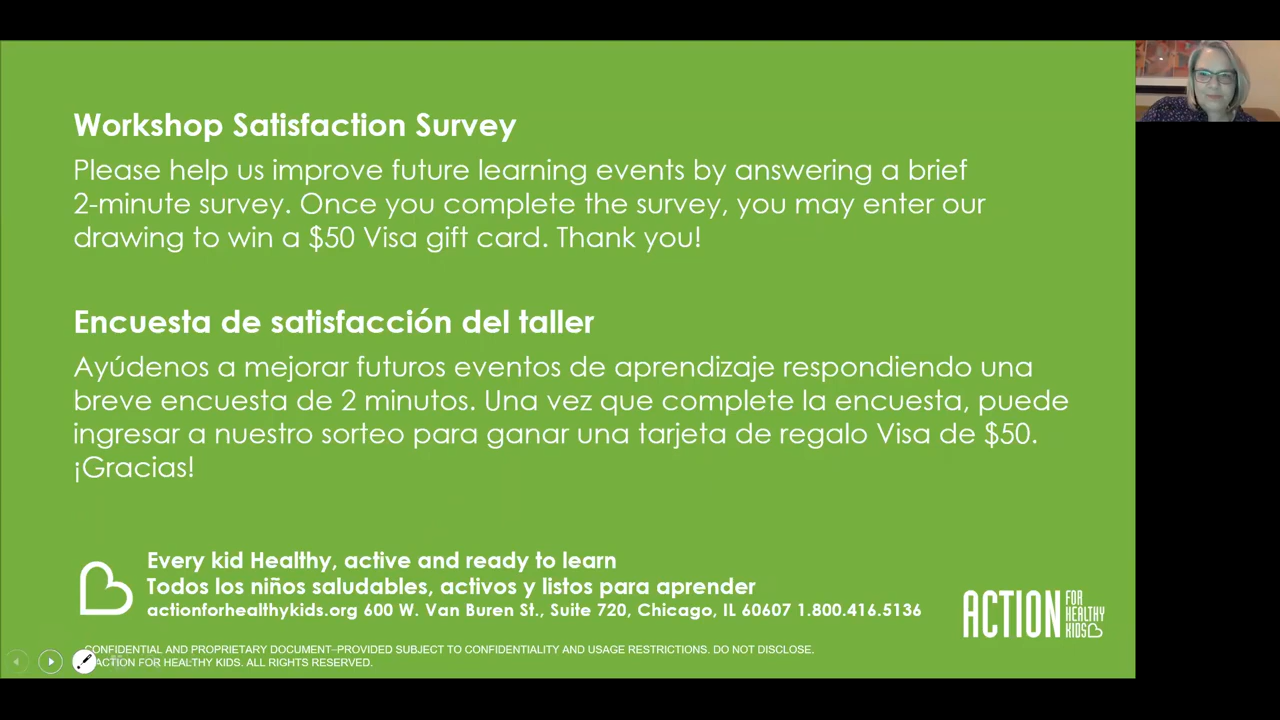 Workshop Satisfaction Survey
Please help us improve future learning events by answering a brief
2-minute survey. Once you complete the survey, you may enter our
drawing to win a $50 Visa gift card. Thank you!
Encuesta de satisfacción del taller
Ayúdenos a mejorar futuros eventos de aprendizaje respondiendo una
breve encuesta de 2 minutos. Una vez que complete la encuesta, puede
ingresar a nuestro sorteo para ganar una tarjeta de regalo Visa de $50.
¡Gracias!
Every kid Healthy, active and ready to learn
Todos los niños saludables, activos y listos para aprender
actionforhealthykids.org 600 W. Van Buren St., Suite 720, Chicago, IL 60607 1.800.416.5136
ACTION FOR HEALTHY KIDS
CONFIDENTIAL AND PROPRIETARY DOCUMENT–PROVIDED SUBJECT TO CONFIDENTIALITY AND USAGE RESTRICTIONS. DO NOT DISCLOSE.
ACTION FOR HEALTHY KIDS. ALL RIGHTS RESERVED.